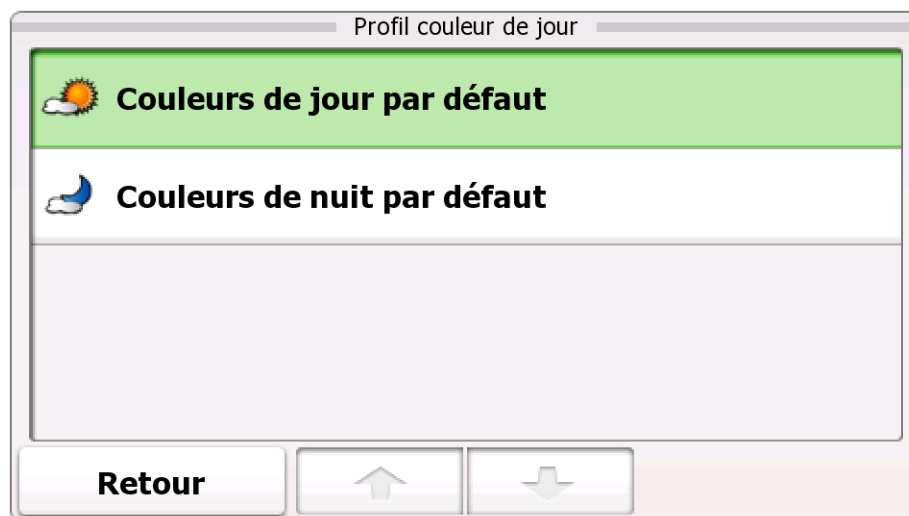 Profil couleur de jour
Couleurs de jour par défaut
Couleurs de nuit par défaut
Retour